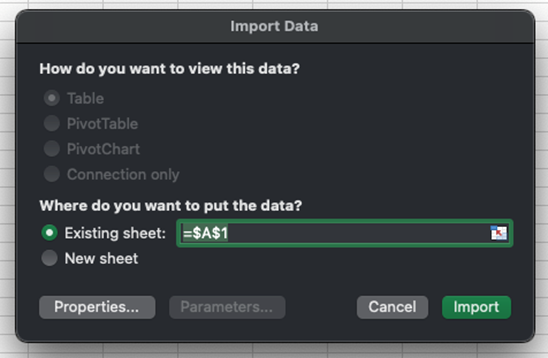 Import Data
How do you want to view this data?
Table
PivotTable
PivotChart
Connection only
Where do you want to put the data?
Existing sheet: =$A$1
New sheet
Properties... Parameters... Cancel Import